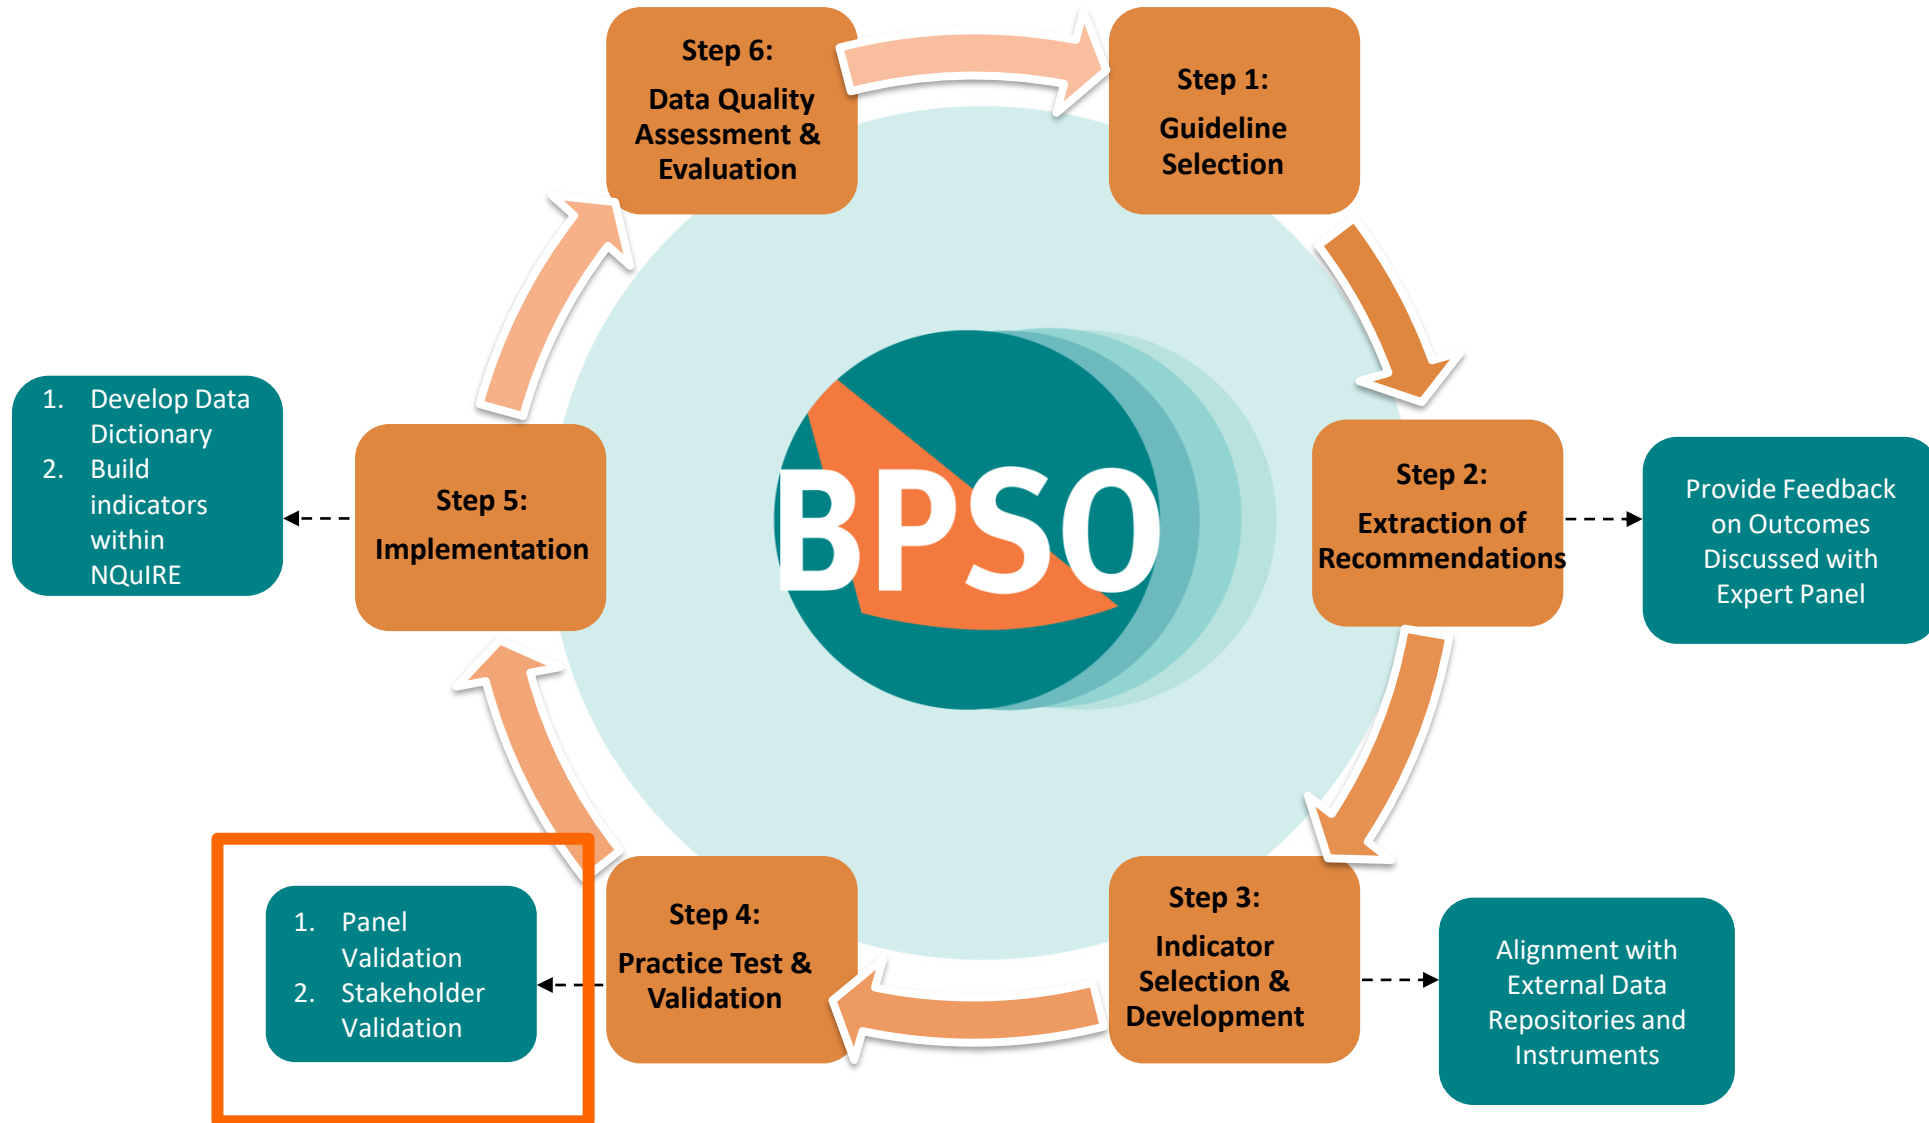 Step 1:
Guideline
Selection
Step 2:
Extraction of
Recommendations
Provide Feedback
on Outcomes
Discussed with
Expert Panel
Step 3:
Indicator
Selection &
Development
Alignment with
External Data
Repositories and
Instruments
Step 4:
Practice Test &
Validation
1. Panel
Validation
2. Stakeholder
Validation
Step 5:
Implementation
1. Develop Data
Dictionary
2. Build
indicators
within
NQuIRE
Step 6:
Data Quality
Assessment &
Evaluation
BPSO